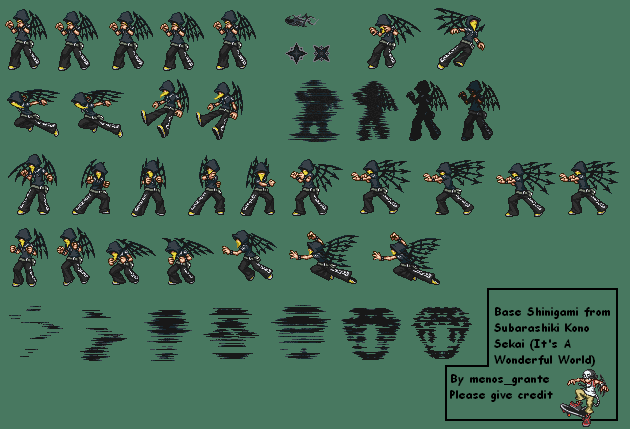 Base Shinigami from
Subarashiki Kono
Sekai (It's A
Wonderful World)
By menos_grante
Please give credit